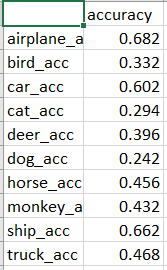 accuracy
airplane_a 0.682
bird_acc 0.332
car_acc 0.602
cat_acc 0.294
deer_acc 0.396
dog_acc 0.242
horse_acc 0.456
monkey_a 0.432
ship_acc 0.662
truck_acc 0.468